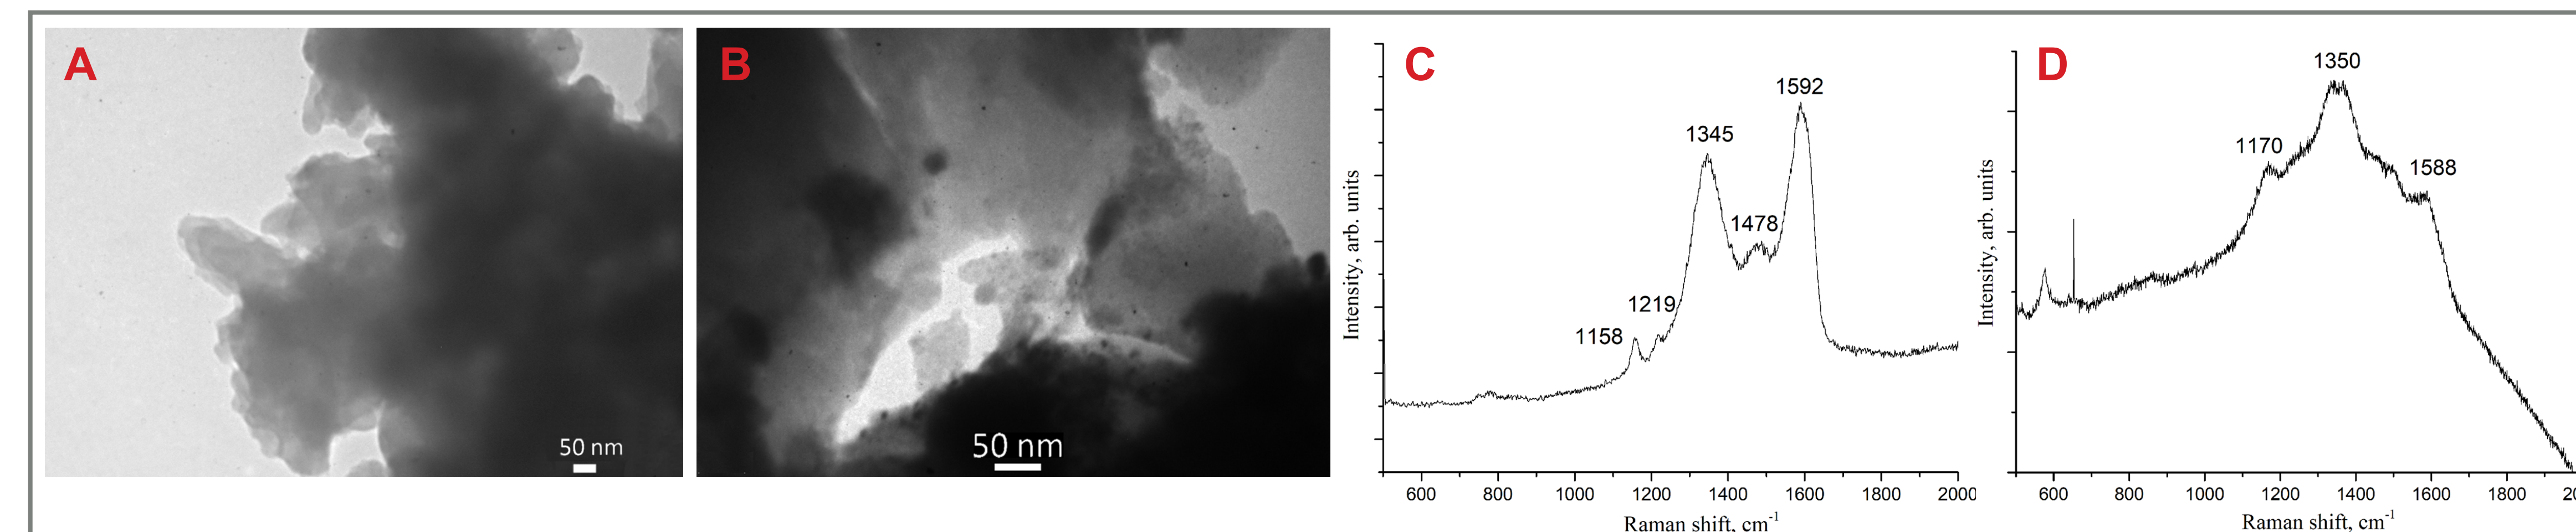 A
50 nm
B
50 nm
C
1592
1345
1478
1219
1158
Intensity, arb. units
600 800 1000 1200 1400 1600 1800 2000
Raman shift, cm-1
D
1350
1170
1588
Intensity, arb. units
600 800 1000 1200 1400 1600 1800 20
Raman shift, cm-1